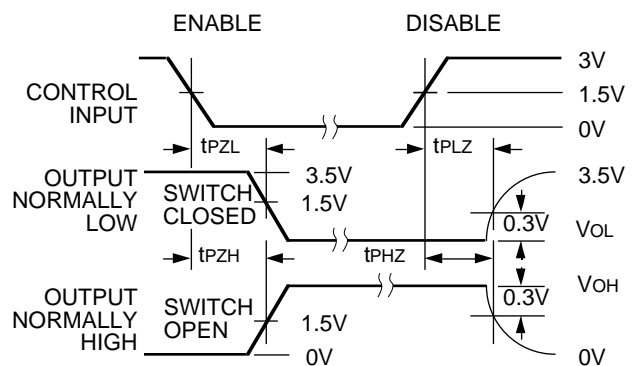 ENABLE DISABLE
3V
CONTROL INPUT 1.5V
0V
tPZL tPLZ
OUTPUT NORMALLY LOW
SWITCH CLOSED
3.5V
1.5V
3.5V
0.3V VOL
tPZH tPHZ
VOH
0.3V
OUTPUT NORMALLY HIGH
SWITCH OPEN
1.5V
0V
0V